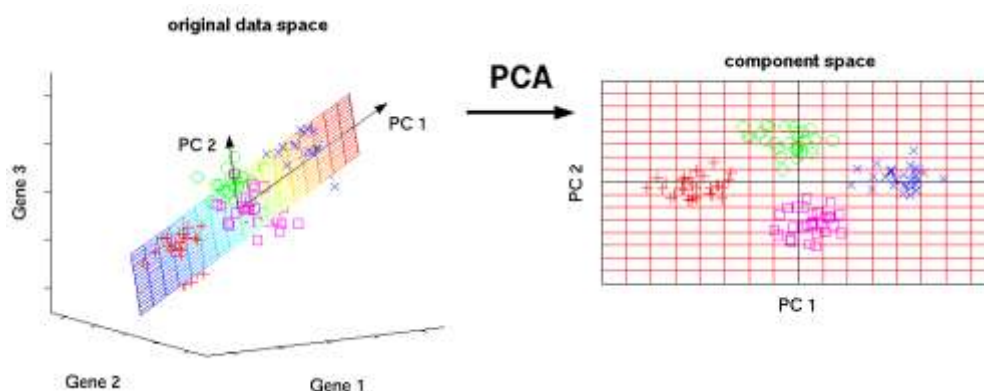 original data space
PC 1
PC 2
Gene 3
Gene 2
Gene 1
PCA
component space
PC 2
PC 1